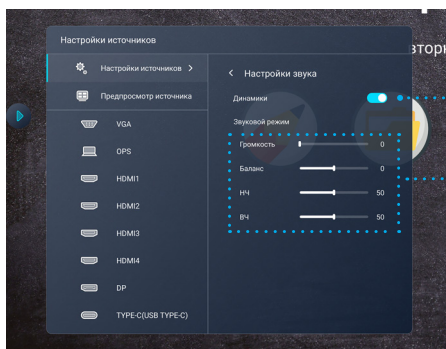 Настройки источников
Настройки источников
Предпросмотр источника
VGA
OPS
HDMI1
HDMI2
HDMI3
HDMI4
DP
TYPE-C(USB TYPE-C)
Настройки звука
Динамики
Звуковой режим
Громкость 0
Баланс 0
НЧ 50
ВЧ 50